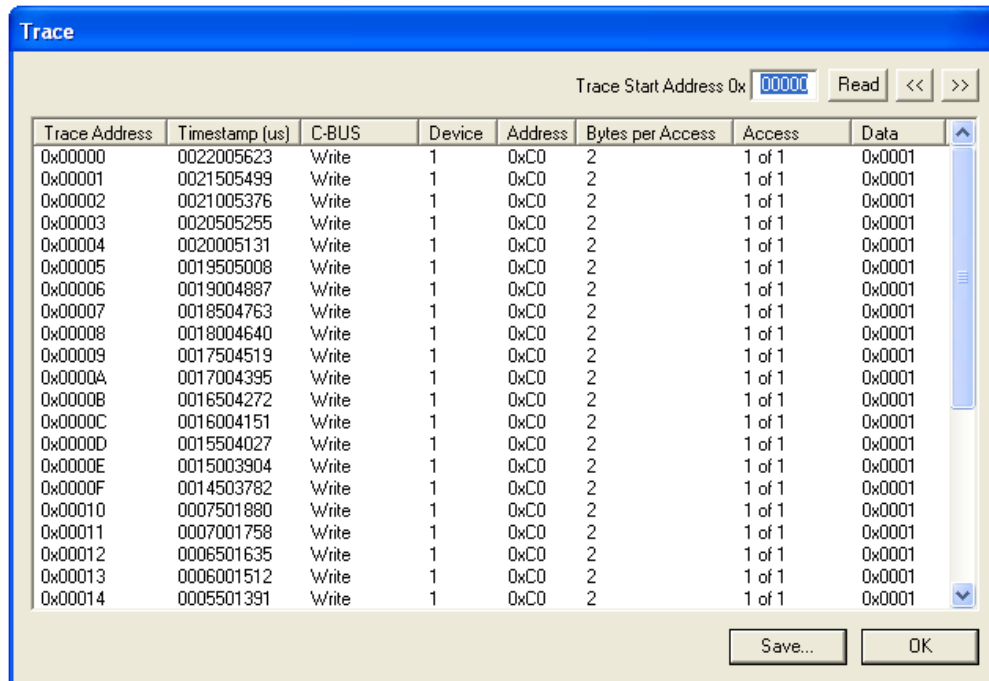 Trace
Trace Start Address 0x 00000 Read << >>
Trace Address Timestamp (us) C-BUS Device Address Bytes per Access Access Data
0x00000 0022005623 Write 1 0xC0 2 1 of 1 0x0001
0x00001 0021505499 Write 1 0xC0 2 1 of 1 0x0001
0x00002 0021005376 Write 1 0xC0 2 1 of 1 0x0001
0x00003 0020505255 Write 1 0xC0 2 1 of 1 0x0001
0x00004 0020005131 Write 1 0xC0 2 1 of 1 0x0001
0x00005 0019505008 Write 1 0xC0 2 1 of 1 0x0001
0x00006 0019004887 Write 1 0xC0 2 1 of 1 0x0001
0x00007 0018504763 Write 1 0xC0 2 1 of 1 0x0001
0x00008 0018004640 Write 1 0xC0 2 1 of 1 0x0001
0x00009 0017504519 Write 1 0xC0 2 1 of 1 0x0001
0x0000A 0017004395 Write 1 0xC0 2 1 of 1 0x0001
0x0000B 0016504272 Write 1 0xC0 2 1 of 1 0x0001
0x0000C 0016004151 Write 1 0xC0 2 1 of 1 0x0001
0x0000D 0015504027 Write 1 0xC0 2 1 of 1 0x0001
0x0000E 0015003904 Write 1 0xC0 2 1 of 1 0x0001
0x0000F 0014503782 Write 1 0xC0 2 1 of 1 0x0001
0x00010 0007501880 Write 1 0xC0 2 1 of 1 0x0001
0x00011 0007001758 Write 1 0xC0 2 1 of 1 0x0001
0x00012 0006501635 Write 1 0xC0 2 1 of 1 0x0001
0x00013 0006001512 Write 1 0xC0 2 1 of 1 0x0001
0x00014 0005501391 Write 1 0xC0 2 1 of 1 0x0001
Save... OK